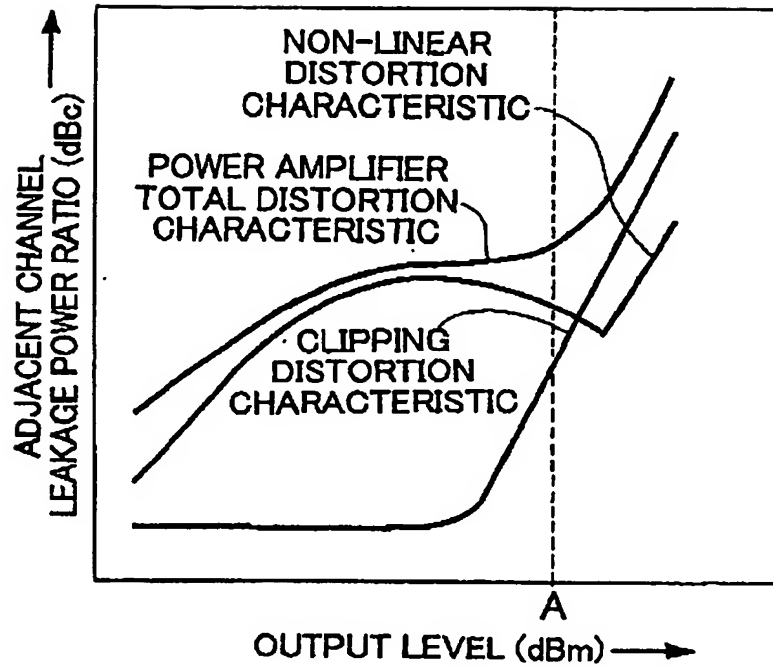 ADJACENT CHANNEL
LEAKAGE POWER RATIO (dBc)
NON-LINEAR
DISTORTION
CHARACTERISTIC
POWER AMPLIFIER
TOTAL DISTORTION
CHARACTERISTIC
CLIPPING
DISTORTION
CHARACTERISTIC
A
OUTPUT LEVEL (dBm)